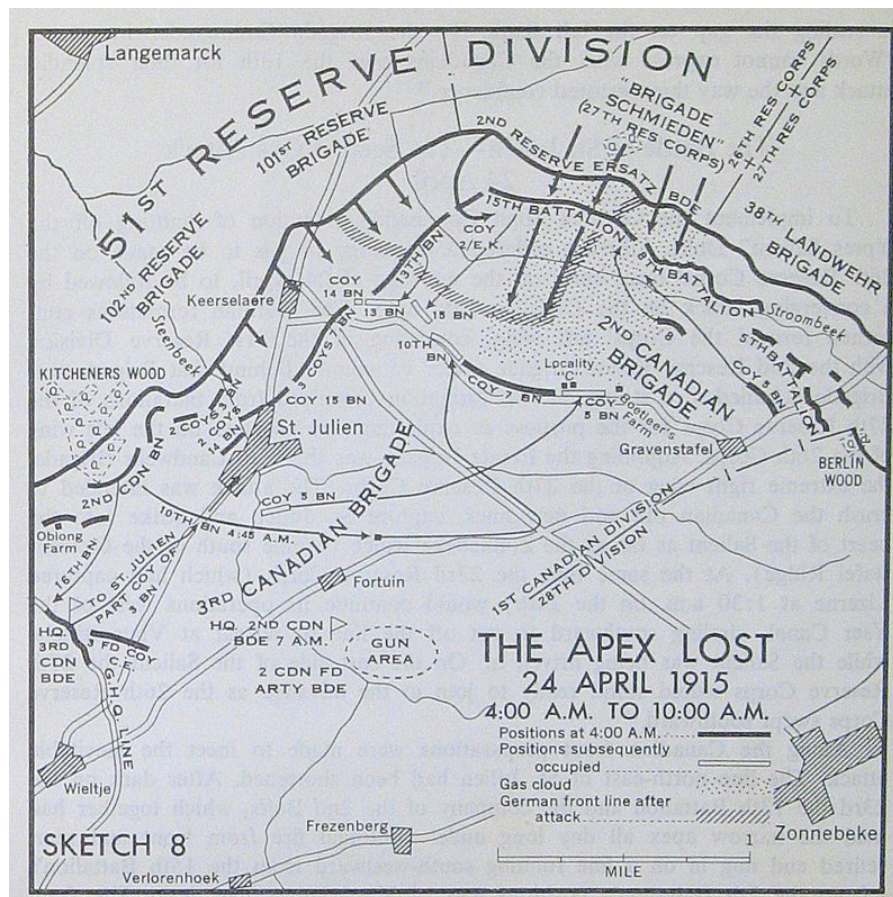 Langemarck
51ST RESERVE DIVISION
101ST RESERVE
BRIGADE
102ND RESERVE
BRIGADE
"BRIGADE
SCHMIEDEN"
(27TH RES CORPS)
26TH RES CORPS
27TH RES CORPS
2ND RESERVE ERSATZ BDE
38TH LANDWEHR
BRIGADE
15TH BATTALION
COY
2/E.K.
8TH BATTALION
Stroombeek
5TH BATTALION
COY 5 BN
13TH BN
COY
14 BN
Keerselaere
13 BN
15 BN
10TH
BN
2ND CANADIAN
BRIGADE
Locality
"C"
COY
BN
COY
5 BN
Boetleer's
Farm
Gravenstafel
BERLIN
WOOD
Steenbeek
KITCHENERS WOOD
3 COYS 7 BN
COYS BN
2 COYS
14 BN
COY 15 BN
St. Julien
2ND CDN BN
COY 5 BN
Oblong
Farm
10TH BN
4:45 A.M.
16TH BN
TO ST. JULIEN
PART COY
5 BN
3RD CANADIAN BRIGADE
1ST CANADIAN DIVISION
28TH DIVISION
Fortuin
HQ
3RD
CDN
BDE
3 FD COY
G.H.Q. LINE
HQ 2ND CDN
BDE 7 A.M.
GUN
AREA
2 CDN FD
ARTY BDE
THE APEX LOST
24 APRIL 1915
4:00 A.M. TO 10:00 A.M.
Positions at 4:00 A.M.
Positions subsequently
occupied
Gas cloud
German front line after
attack
1
MILE
Wieltje
Frezenberg
Verlorenhoek
Zonnebeke
SKETCH 8